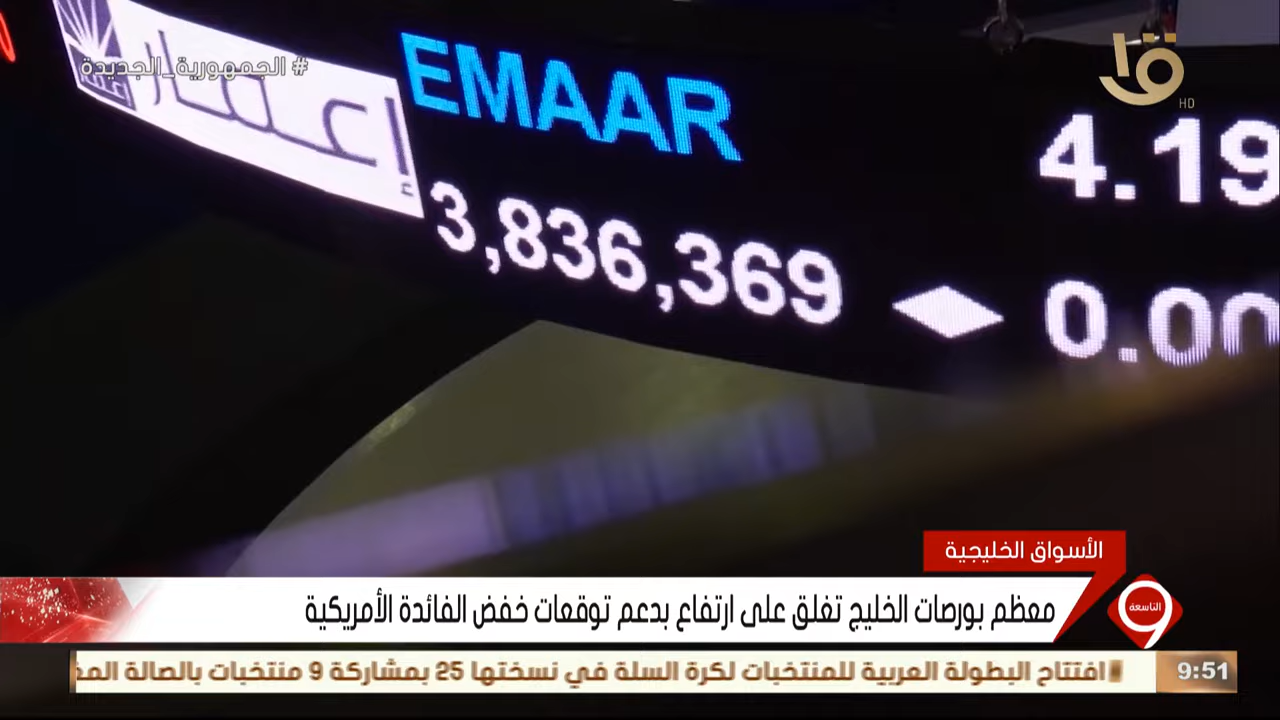 #الجمهورية_الجديدة
إعمار
EMAAR
4.19
3,836,369
0.00
HD
الأسواق الخليجية
معظم بورصات الخليج تغلق على ارتفاع بدعم توقعات خفض الفائدة الأمريكية
التاسعة
9
افتتاح البطولة العربية للمنتخبات لكرة السلة في نسختها 25 بمشاركة 9 منتخبات بالصالة
9:51